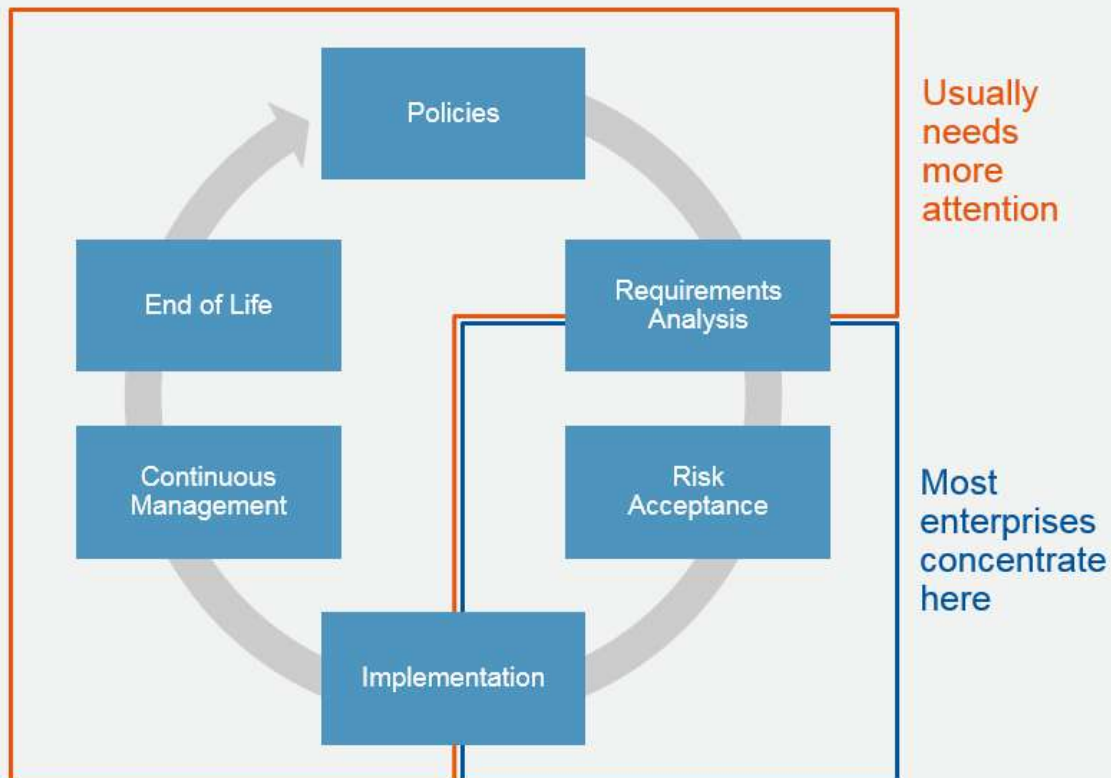 Policies
Usually
needs
more
attention
End of Life
Requirements
Analysis
Continuous
Management
Risk
Acceptance
Most
enterprises
concentrate
here
Implementation